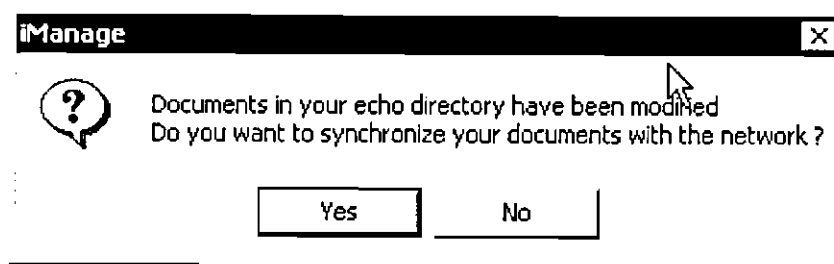 iManage
Documents in your echo directory have been modified
Do you want to synchronize your documents with the network ?
Yes
No